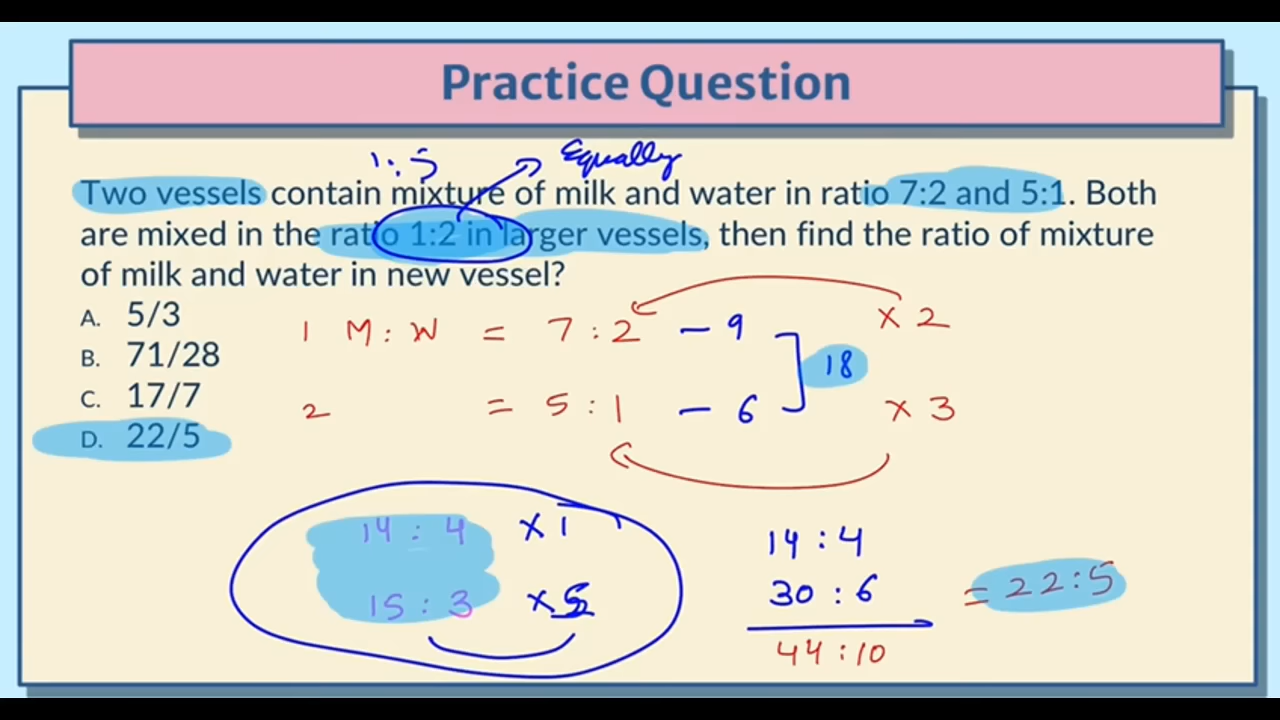 Practice Question
1:5 Equally
Two vessels contain mixture of milk and water in ratio 7:2 and 5:1. Both
are mixed in the ratio 1:2 in larger vessels, then find the ratio of mixture
of milk and water in new vessel?
A. 5/3
B. 71/28
C. 17/7
D. 22/5
1 M : W = 7 : 2 – 9 × 2
18
2 = 5 : 1 – 6 × 3
14 : 4 × 1
15 : 3 ×
14 : 4
30 : 6
44 : 10
= 22 : 5